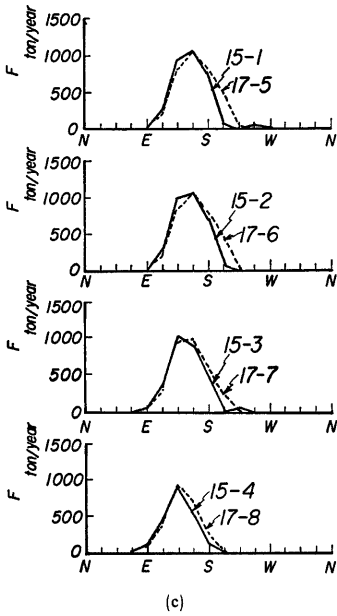 F ton/year
1500
1000
500
0
15-1
17-5
N E S W N
F ton/year
1500
1000
500
0
15-2
17-6
N E S W N
F ton/year
1500
1000
500
0
15-3
17-7
N E S W N
F ton/year
1500
1000
500
0
15-4
17-8
N E S W N
(c)